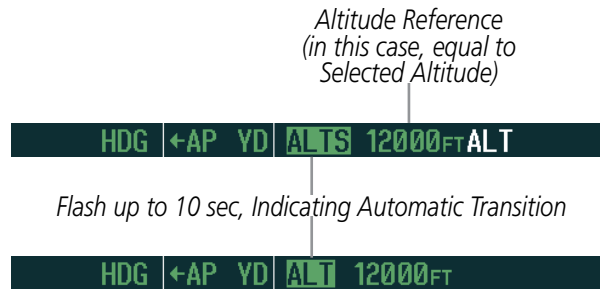 Altitude Reference
(in this case, equal to
Selected Altitude)
HDG ←AP YD ALTS 12000FT ALT
Flash up to 10 sec, Indicating Automatic Transition
HDG ←AP YD ALT 12000FT